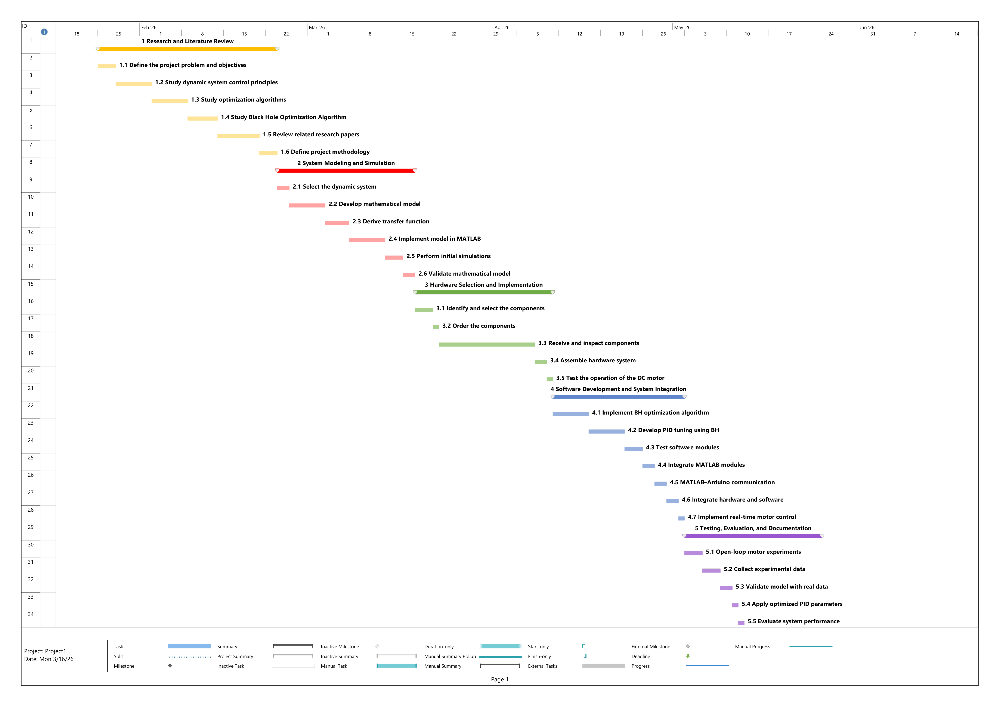 ID
Feb '26 Mar '26 Apr '26 May '26 Jun '26
18 25 1 8 15 22 1 8 15 22 29 5 12 19 26 3 10 17 24 31 7 14
1 1 Research and Literature Review
2 1.1 Define the project problem and objectives
3 1.2 Study dynamic system control principles
4 1.3 Study optimization algorithms
5 1.4 Study Black Hole Optimization Algorithm
6 1.5 Review related research papers
7 1.6 Define project methodology
8 2 System Modeling and Simulation
9 2.1 Select the dynamic system
10 2.2 Develop mathematical model
11 2.3 Derive transfer function
12 2.4 Implement model in MATLAB
13 2.5 Perform initial simulations
14 2.6 Validate mathematical model
15 3 Hardware Selection and Implementation
16 3.1 Identify and select the components
17 3.2 Order the components
18 3.3 Receive and inspect components
19 3.4 Assemble hardware system
20 3.5 Test the operation of the DC motor
21 4 Software Development and System Integration
22 4.1 Implement BH optimization algorithm
23 4.2 Develop PID tuning using BH
24 4.3 Test software modules
25 4.4 Integrate MATLAB modules
26 4.5 MATLAB–Arduino communication
27 4.6 Integrate hardware and software
28 4.7 Implement real-time motor control
29 5 Testing, Evaluation, and Documentation
30 5.1 Open-loop motor experiments
31 5.2 Collect experimental data
32 5.3 Validate model with real data
33 5.4 Apply optimized PID parameters
34 5.5 Evaluate system performance
Project: Project1
Date: Mon 3/16/26
Task Summary Inactive Milestone Duration-only Start-only External Milestone Manual Progress
Split Project Summary Inactive Summary Manual Summary Rollup Finish-only Deadline
Milestone Inactive Task Manual Task Manual Summary External Tasks Progress
Page 1